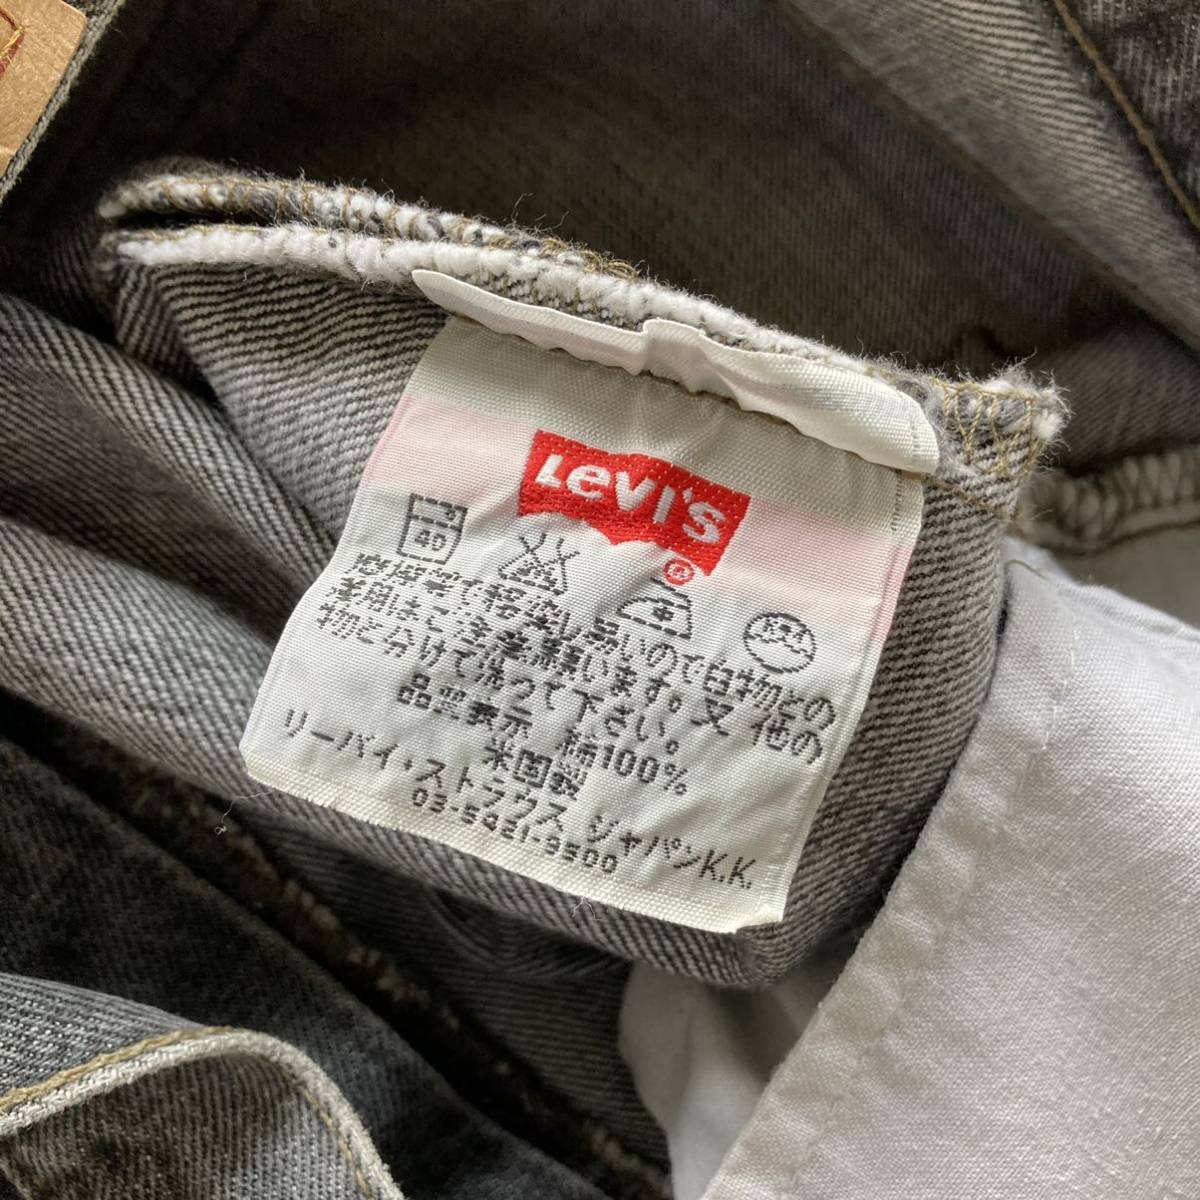 Levi's
®
40
濃淡業で移染し易いので白物との
着用はご注意願います。又 他の
物と分けて洗って下さい。
品質表示 綿100%
米国製
リーバイ・ストラウス ジャパンK.K.
03-5421-9500